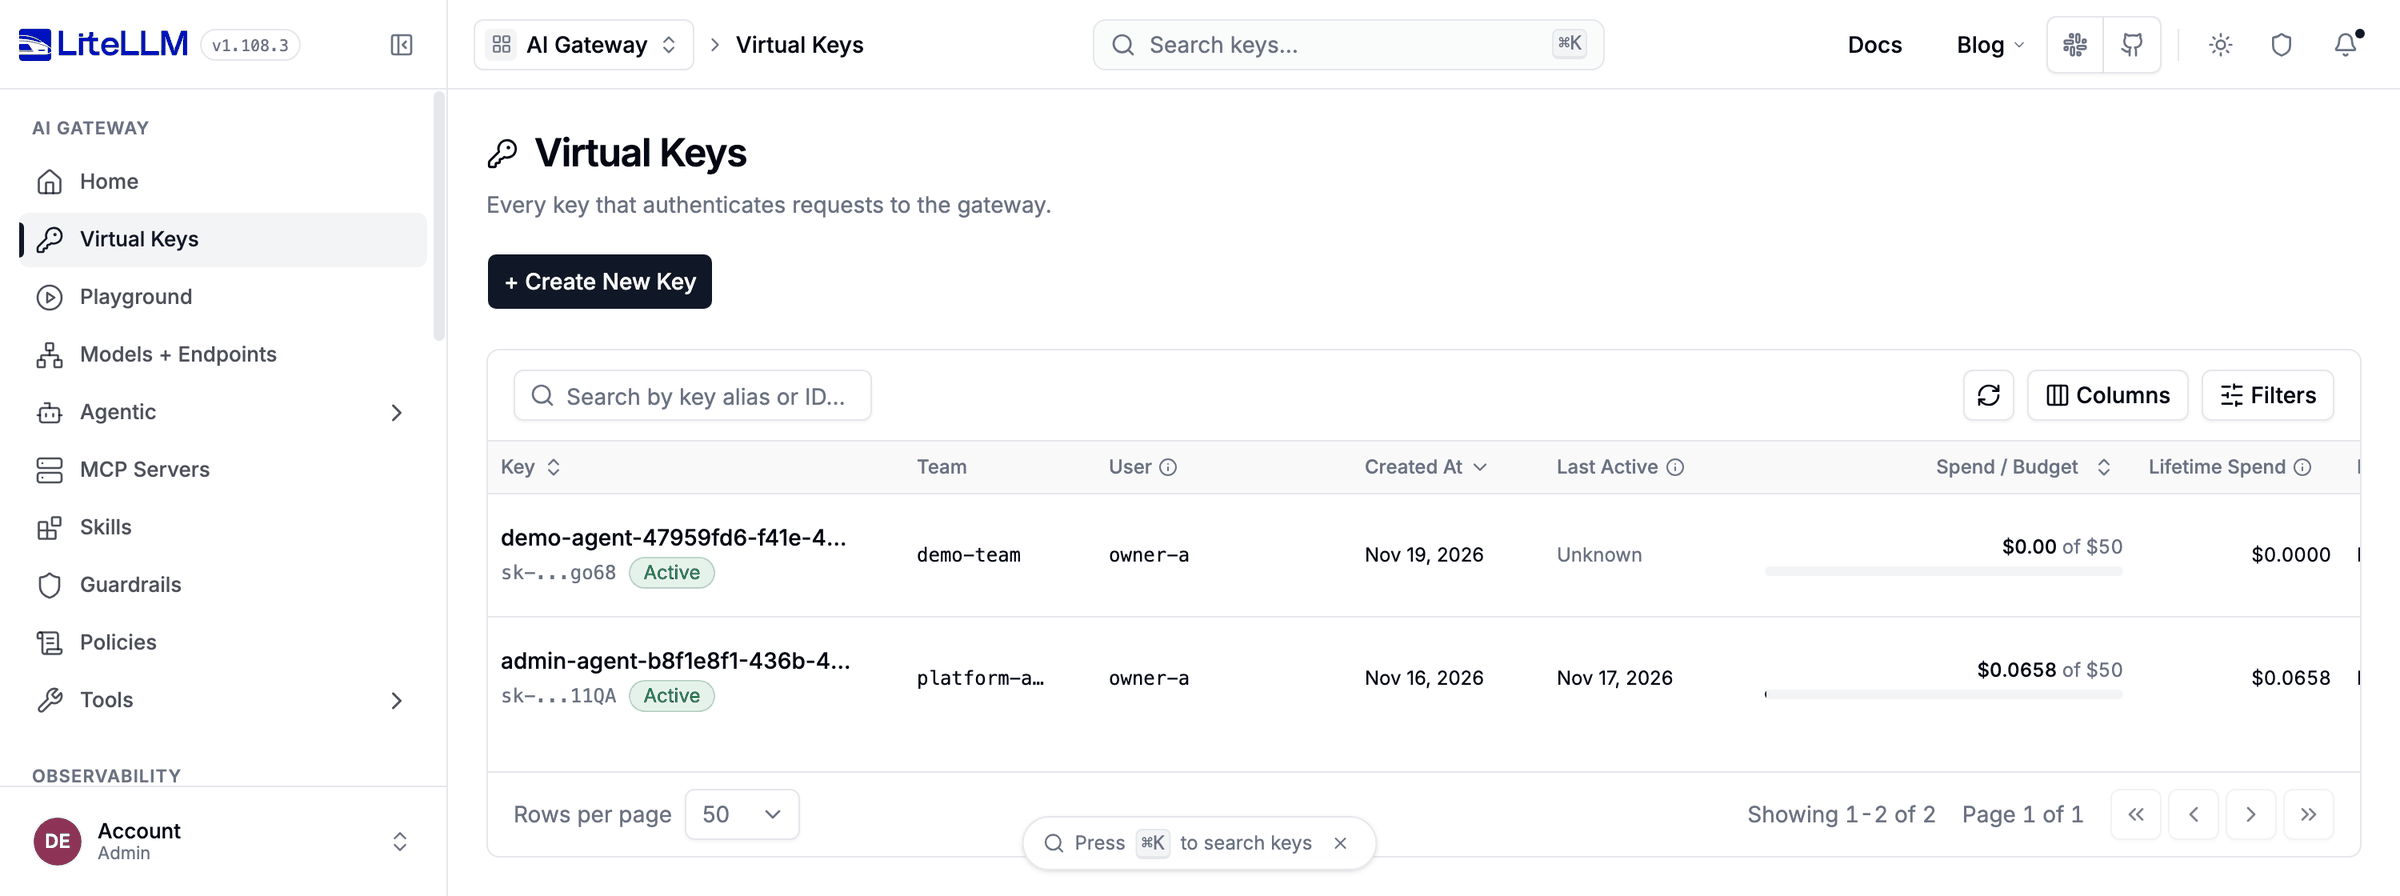 LiteLLM v1.108.3
AI Gateway > Virtual Keys
Search keys... ⌘K
Docs Blog
AI GATEWAY
Home
Virtual Keys
Playground
Models + Endpoints
Agentic
MCP Servers
Skills
Guardrails
Policies
Tools
OBSERVABILITY
DE Account
Admin
Virtual Keys
Every key that authenticates requests to the gateway.
+ Create New Key
Search by key alias or ID...
Columns Filters
Key Team User Created At Last Active Spend / Budget Lifetime Spend
demo-agent-47959fd6-f41e-4...
sk-...go68 Active
demo-team owner-a Nov 19, 2026 Unknown $0.00 of $50 $0.0000
admin-agent-b8f1e8f1-436b-4...
sk-...11QA Active
platform-a… owner-a Nov 16, 2026 Nov 17, 2026 $0.0658 of $50 $0.0658
Rows per page 50
Showing 1-2 of 2 Page 1 of 1
Press ⌘K to search keys